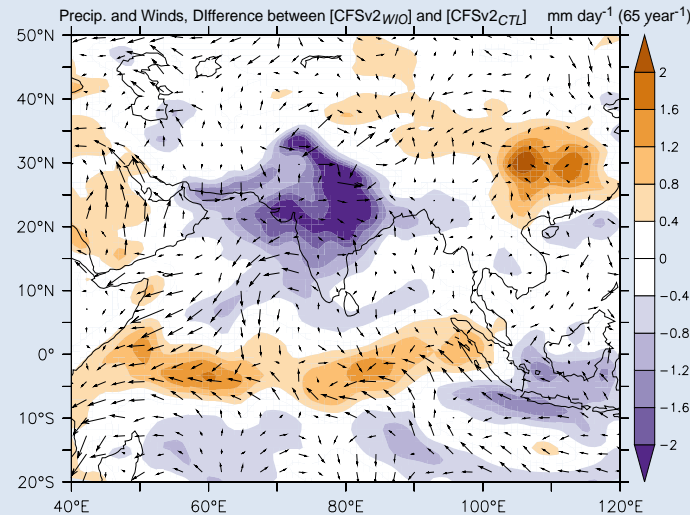 Precip. and Winds, DIfference between [CFSv2WIO] and [CFSv2CTL] mm day-1 (65 year-1)
50°N
40°N
30°N
20°N
10°N
0°
10°S
20°S
40°E
60°E
80°E
100°E
120°E
2
1.6
1.2
0.8
0.4
0
−0.4
−0.8
−1.2
−1.6
−2